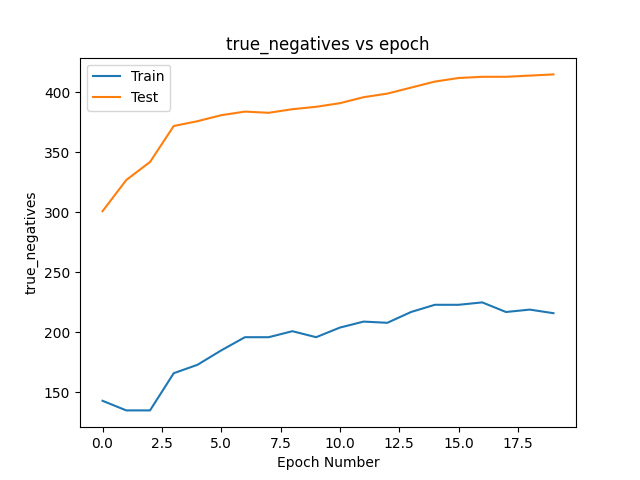 true_negatives vs epoch
Train
Test
400
350
300
250
200
150
true_negatives
0.0 2.5 5.0 7.5 10.0 12.5 15.0 17.5
Epoch Number